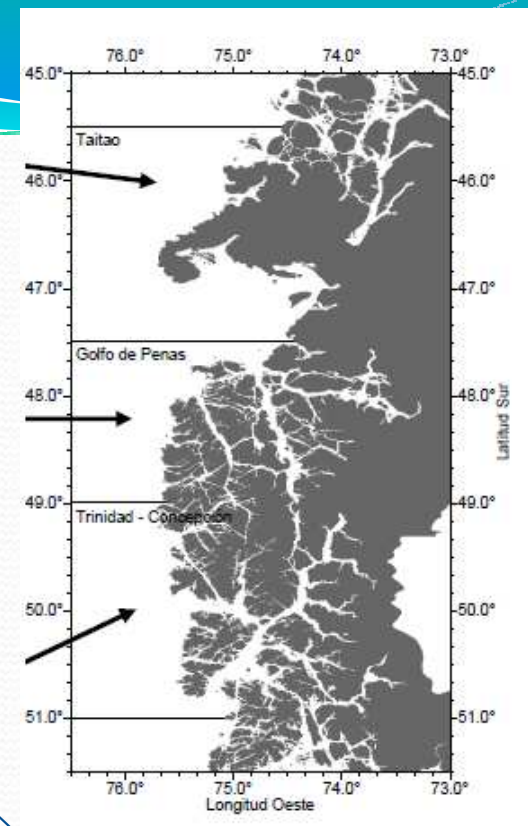 76.0° 75.0° 74.0° 73.0°
45.0° 45.0°
Taitao
46.0° 46.0°
47.0° 47.0°
Golfo de Penas
48.0° 48.0°
Latitud Sur
49.0° 49.0°
Trinidad - Concepción
50.0° 50.0°
51.0° 51.0°
76.0° 75.0° 74.0° 73.0°
Longitud Oeste